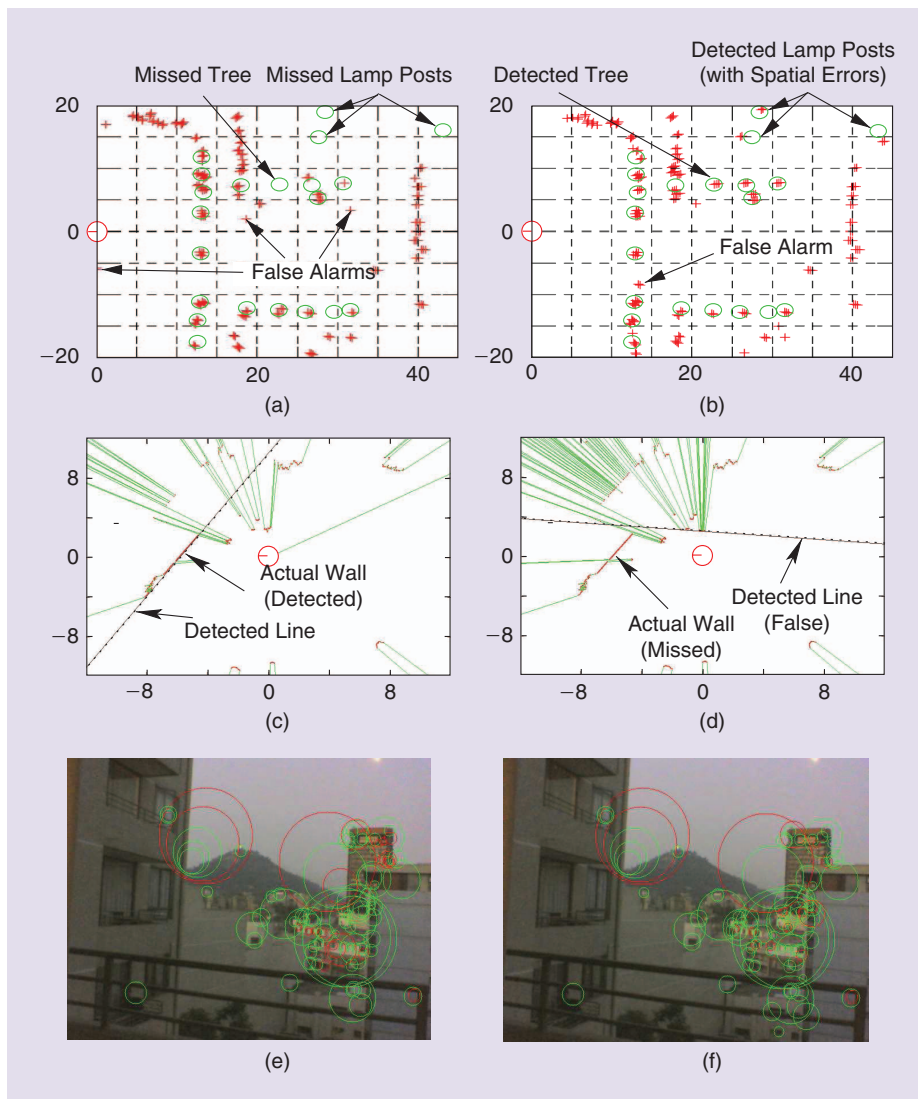 Missed Tree Missed Lamp Posts
Detected Tree
Detected Lamp Posts
(with Spatial Errors)
20
0
−20
False Alarms
0 20 40
(a)
20
0
−20
False Alarm
0 20 40
(b)
8
0
−8
Actual Wall
(Detected)
Detected Line
−8 0 8
(c)
8
0
−8
Actual Wall
(Missed)
Detected Line
(False)
−8 0 8
(d)
(e)
(f)